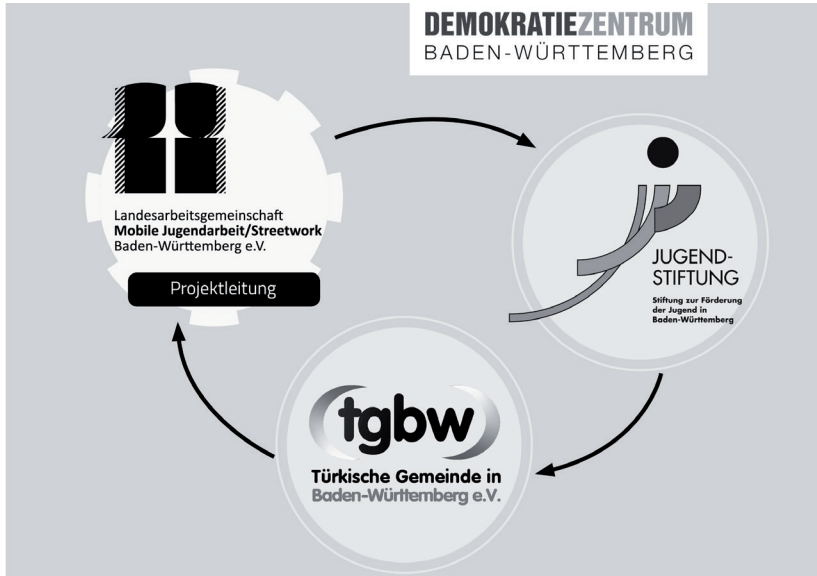 DEMOKRATIEZENTRUM
BADEN-WÜRTTEMBERG
Landesarbeitsgemeinschaft
Mobile Jugendarbeit/Streetwork
Baden-Württemberg e.V.
Projektleitung
JUGEND-
STIFTUNG
Stiftung zur Förderung
der Jugend in
Baden-Württemberg
tgbw
Türkische Gemeinde in
Baden-Württemberg e.V.